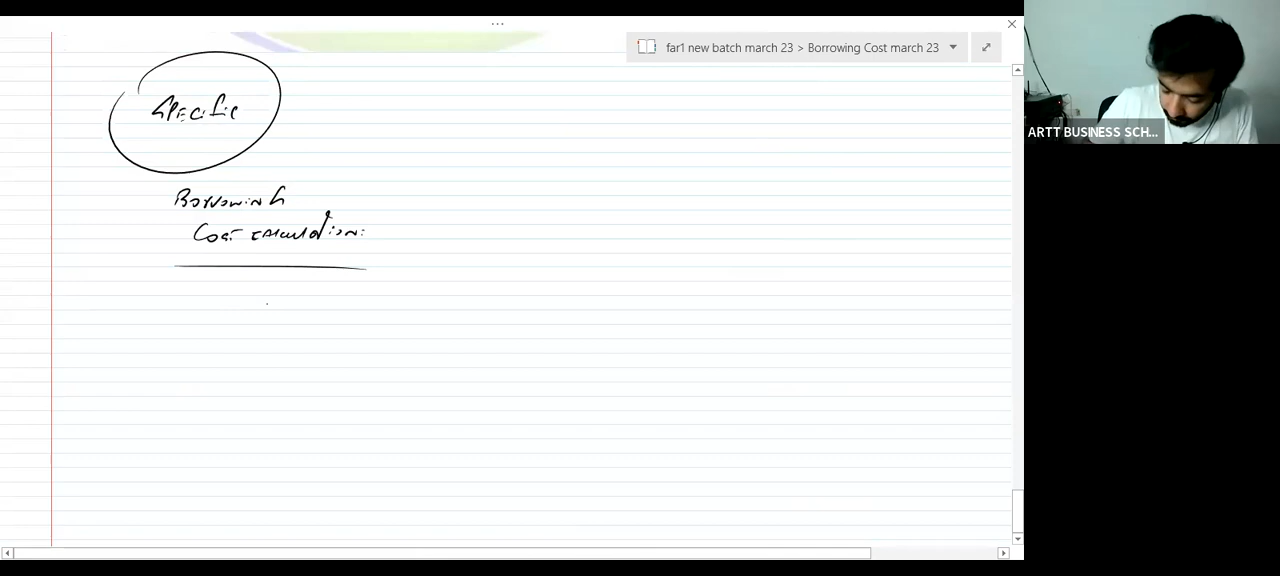 far1 new batch march 23 > Borrowing Cost march 23
Specific
ARTT BUSINESS SCH...
Borrowing
Cost calculation: